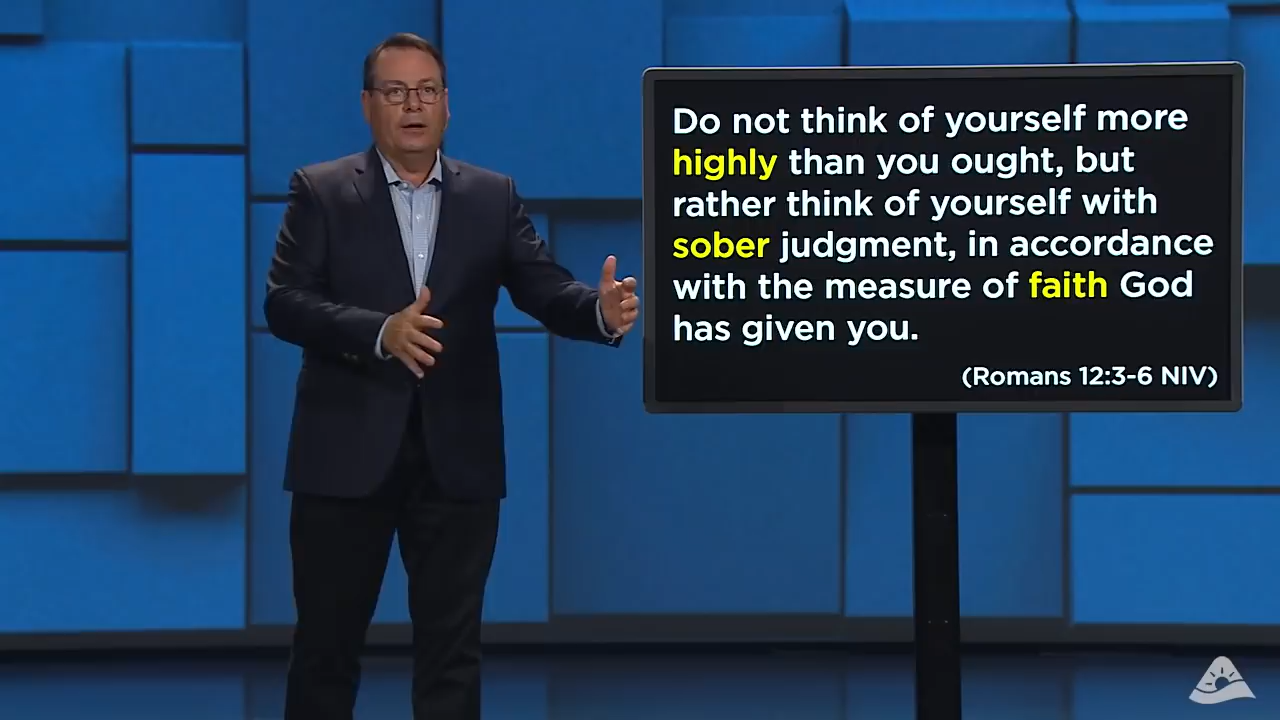 Do not think of yourself more
highly than you ought, but
rather think of yourself with
sober judgment, in accordance
with the measure of faith God
has given you.
(Romans 12:3-6 NIV)